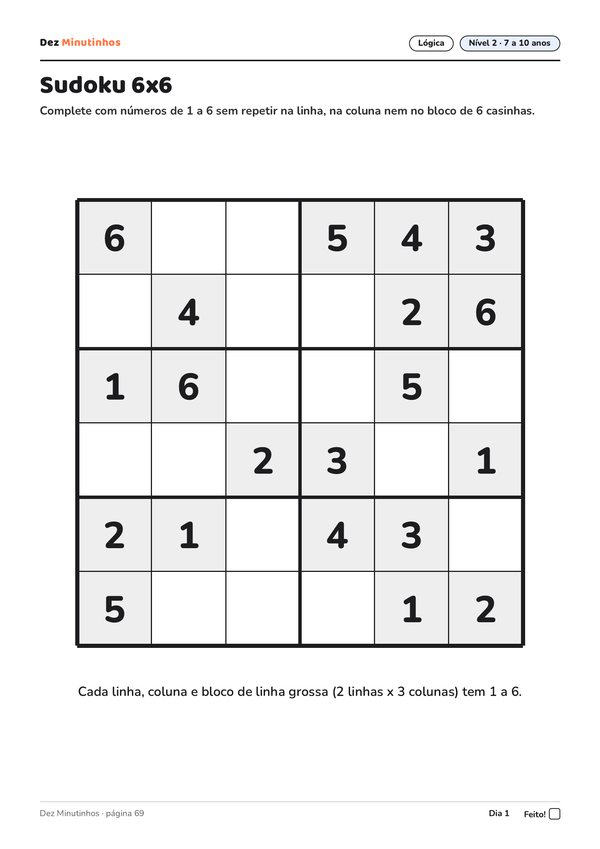 Dez Minutinhos
Lógica
Nível 2 · 7 a 10 anos
Sudoku 6x6
Complete com números de 1 a 6 sem repetir na linha, na coluna nem no bloco de 6 casinhas.
6 5 4 3
4 2 6
1 6 5
2 3 1
2 1 4 3
5 1 2
Cada linha, coluna e bloco de linha grossa (2 linhas x 3 colunas) tem 1 a 6.
Dez Minutinhos · página 69
Dia 1
Feito!